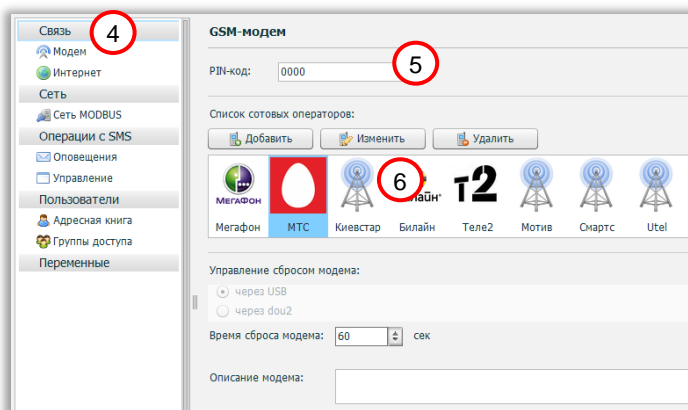 Связь
4
Модем
Интернет
Сеть
Сеть MODBUS
Операции с SMS
Оповещения
Управление
Пользователи
Адресная книга
Группы доступа
Переменные
GSM-модем
PIN-код: 0000
5
Список сотовых операторов:
Добавить Изменить Удалить
6
МЕГАФОН
Т2
Мегафон МТС Киевстар Билайн Теле2 Мотив Смартс Utel
Управление сбросом модема:
через USB
через dou2
Время сброса модема: 60 сек
Описание модема: